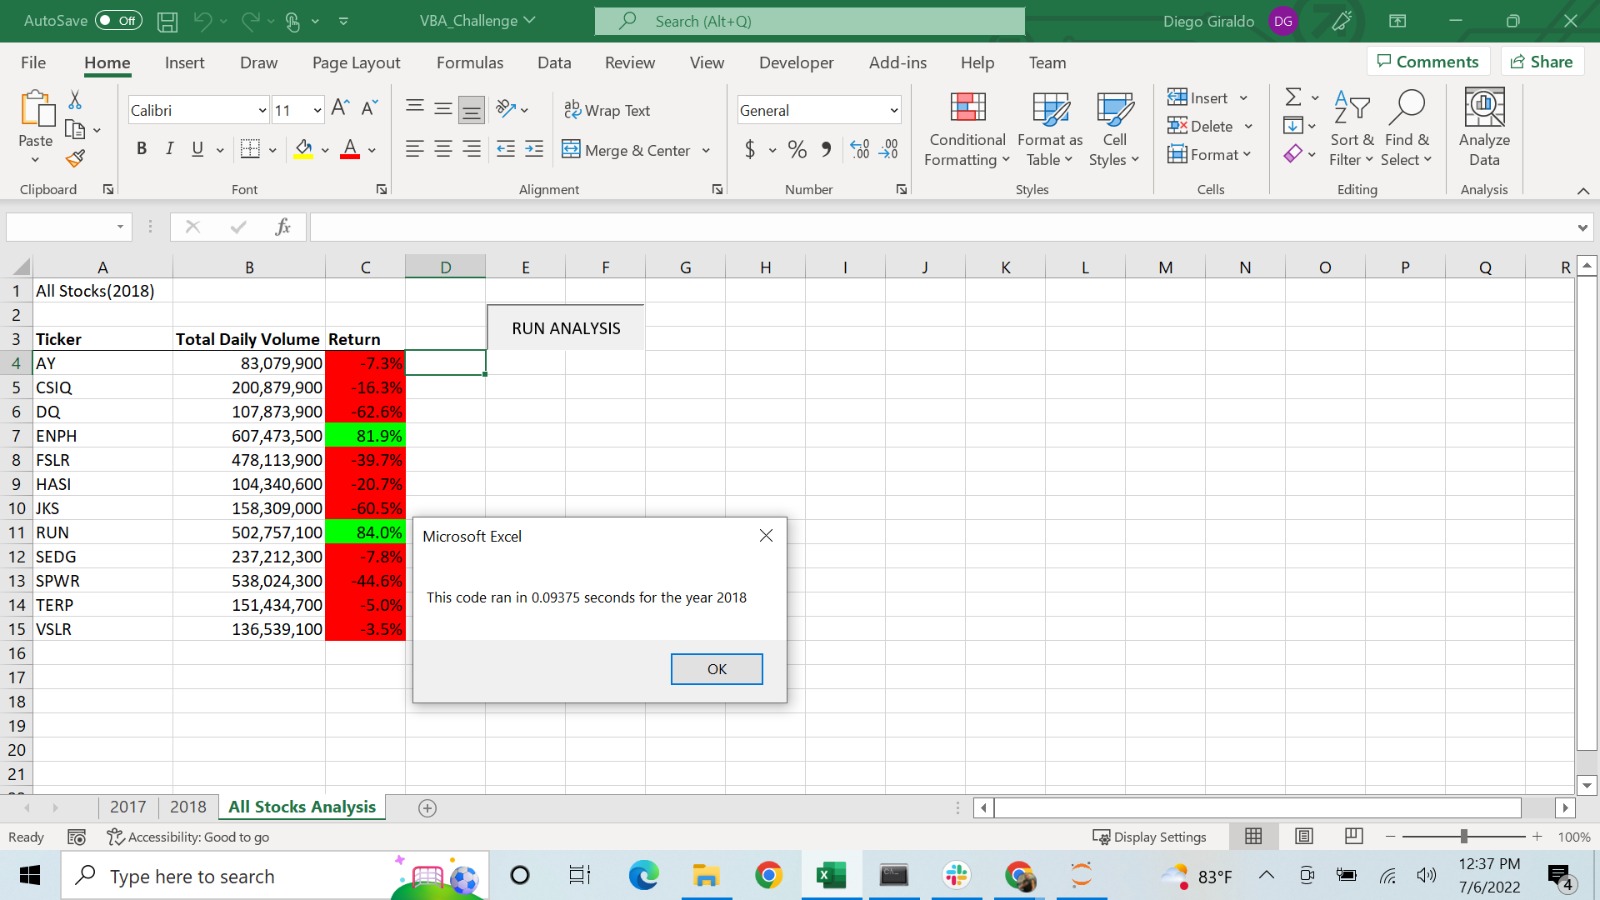 AutoSave Off VBA_Challenge Search (Alt+Q) Diego Giraldo DG
File Home Insert Draw Page Layout Formulas Data Review View Developer Add-ins Help Team Comments Share
Paste
Clipboard
Calibri 11
B I U A
Font
ab Wrap Text
Merge & Center
Alignment
General
$ % 9 .00 .00
Number
Conditional Formatting
Format as Table
Cell Styles
Styles
Insert
Delete
Format
Cells
Sort & Filter
Find & Select
Editing
Analyze Data
Analysis
fx
A B C D E F G H I J K L M N O P Q R
1 All Stocks(2018)
2
RUN ANALYSIS
3 Ticker Total Daily Volume Return
4 AY 83,079,900 -7.3%
5 CSIQ 200,879,900 -16.3%
6 DQ 107,873,900 -62.6%
7 ENPH 607,473,500 81.9%
8 FSLR 478,113,900 -39.7%
9 HASI 104,340,600 -20.7%
10 JKS 158,309,000 -60.5%
11 RUN 502,757,100 84.0%
12 SEDG 237,212,300 -7.8%
13 SPWR 538,024,300 -44.6%
14 TERP 151,434,700 -5.0%
15 VSLR 136,539,100 -3.5%
16
17
18
19
20
21
Microsoft Excel
This code ran in 0.09375 seconds for the year 2018
OK
2017 2018 All Stocks Analysis
Ready Accessibility: Good to go Display Settings 100%
Type here to search 83°F 12:37 PM
7/6/2022 4